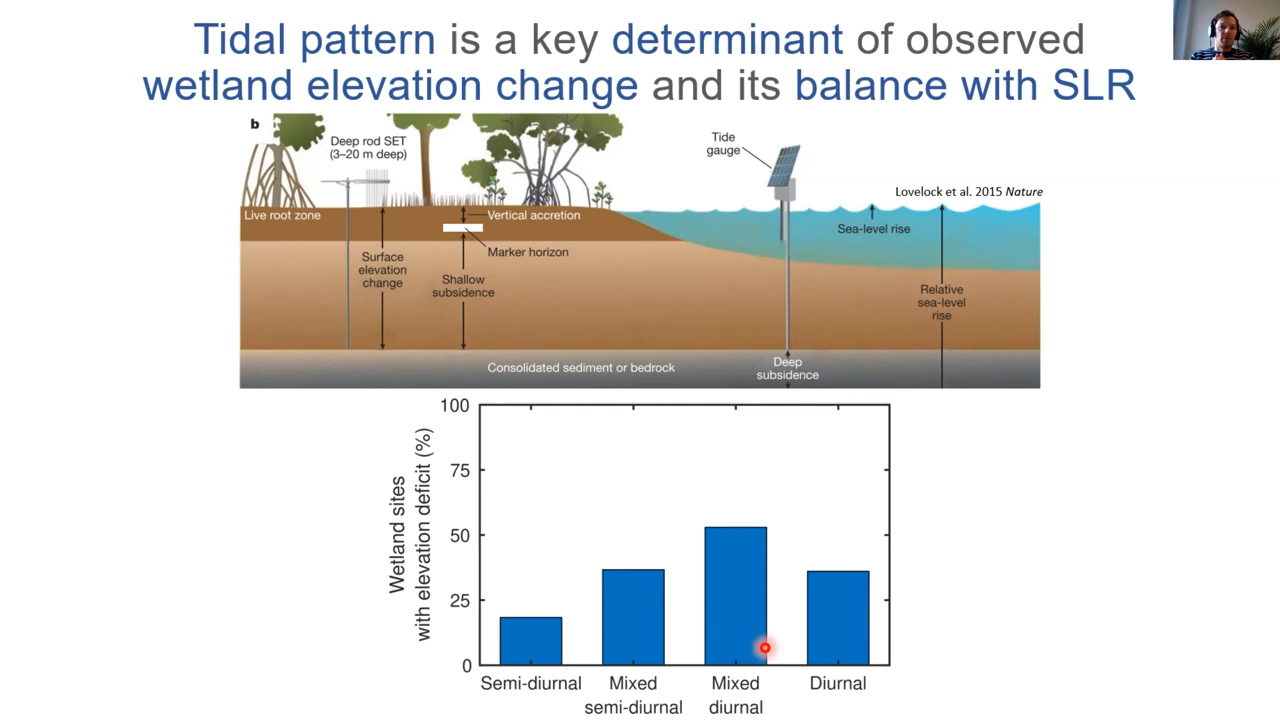 Tidal pattern is a key determinant of observed
wetland elevation change and its balance with SLR
b
Deep rod SET
(3–20 m deep)
Tide
gauge
Lovelock et al. 2015 Nature
Live root zone
Vertical accretion
Sea-level rise
Marker horizon
Surface
elevation
change
Shallow
subsidence
Relative
sea-level
rise
Consolidated sediment or bedrock
Deep
subsidence
Wetland sites
with elevation deficit (%)
100
75
50
25
0
Semi-diurnal
Mixed
semi-diurnal
Mixed
diurnal
Diurnal